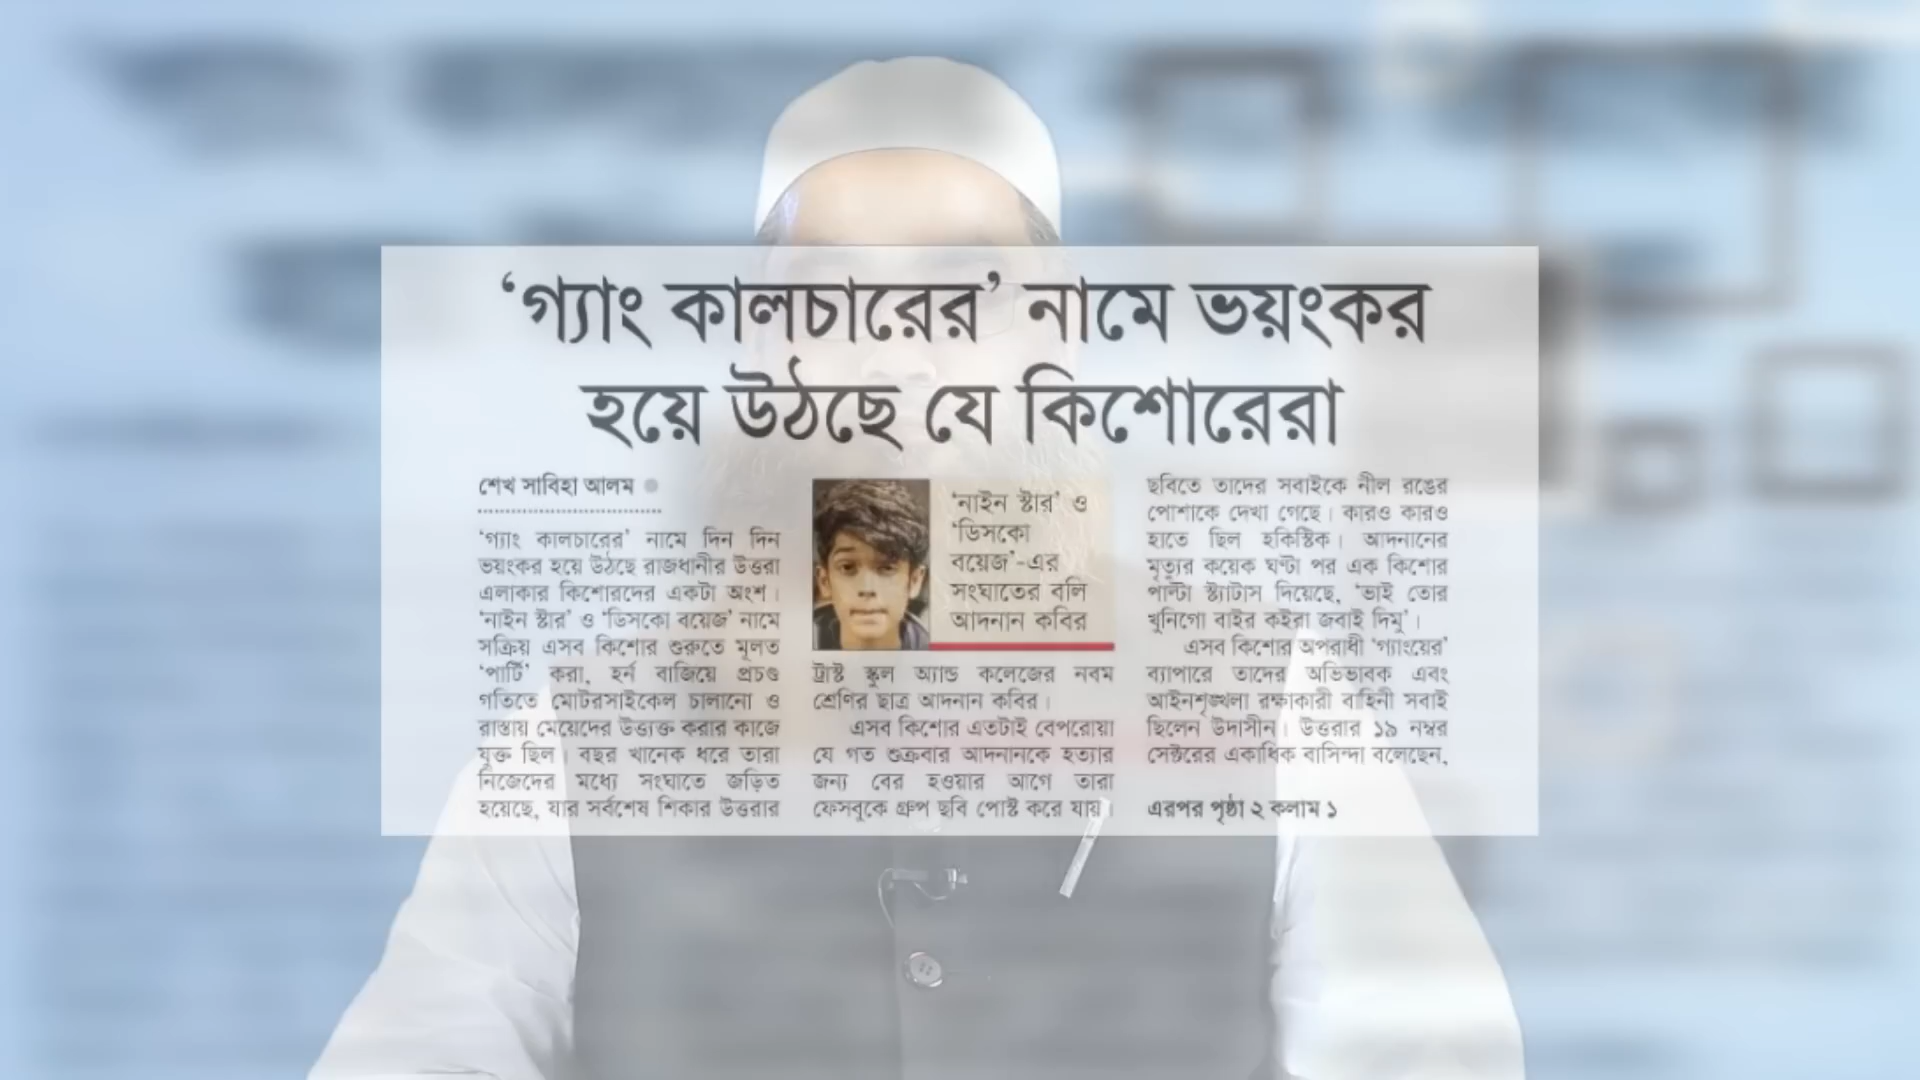 ‘গ্যাং কালচারের’ নামে ভয়ংকর
হয়ে উঠছে যে কিশোরেরা
শেখ সাবিহা আলম
‘গ্যাং কালচারের’ নামে দিন দিন
ভয়ংকর হয়ে উঠছে রাজধানীর উত্তরা
এলাকার কিশোরদের একটা অংশ।
‘নাইন স্টার’ ও ‘ডিসকো বয়েজ’ নামে
সক্রিয় এসব কিশোর শুরুতে মূলত
‘পার্টি’ করা, হর্ন বাজিয়ে প্রচণ্ড
গতিতে মোটরসাইকেল চালানো ও
রাস্তায় মেয়েদের উত্ত্যক্ত করার কাজে
যুক্ত ছিল। বছর খানেক ধরে তারা
নিজেদের মধ্যে সংঘাতে জড়িত
হয়েছে, যার সর্বশেষ শিকার উত্তরার
‘নাইন স্টার’ ও
‘ডিসকো
বয়েজ’-এর
সংঘাতের বলি
আদনান কবির
ট্রাস্ট স্কুল অ্যান্ড কলেজের নবম
শ্রেণির ছাত্র আদনান কবির।
এসব কিশোর এতটাই বেপরোয়া
যে গত শুক্রবার আদনানকে হত্যার
জন্য বের হওয়ার আগে তারা
ফেসবুকে গ্রুপ ছবি পোস্ট করে যায়।
ছবিতে তাদের সবাইকে নীল রঙের
পোশাকে দেখা গেছে। কারও কারও
হাতে ছিল হকিস্টিক। আদনানের
মৃত্যুর কয়েক ঘণ্টা পর এক কিশোর
পাল্টা স্ট্যাটাস দিয়েছে, ‘ভাই তোর
খুনিগো বাইর কইরা জবাই দিমু’।
এসব কিশোর অপরাধী ‘গ্যাংয়ের’
ব্যাপারে তাদের অভিভাবক এবং
আইনশৃঙ্খলা রক্ষাকারী বাহিনী সবাই
ছিলেন উদাসীন। উত্তরার ১৯ নম্বর
সেক্টরের একাধিক বাসিন্দা বলেছেন,
এরপর পৃষ্ঠা ২ কলাম ১